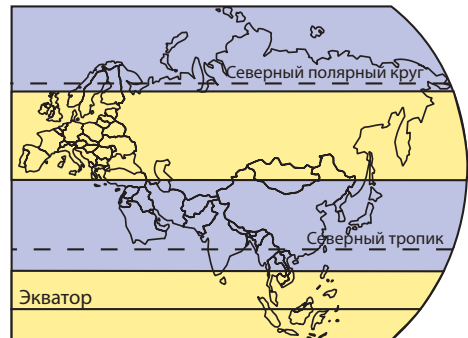 Северный полярный круг
Северный тропик
Экватор